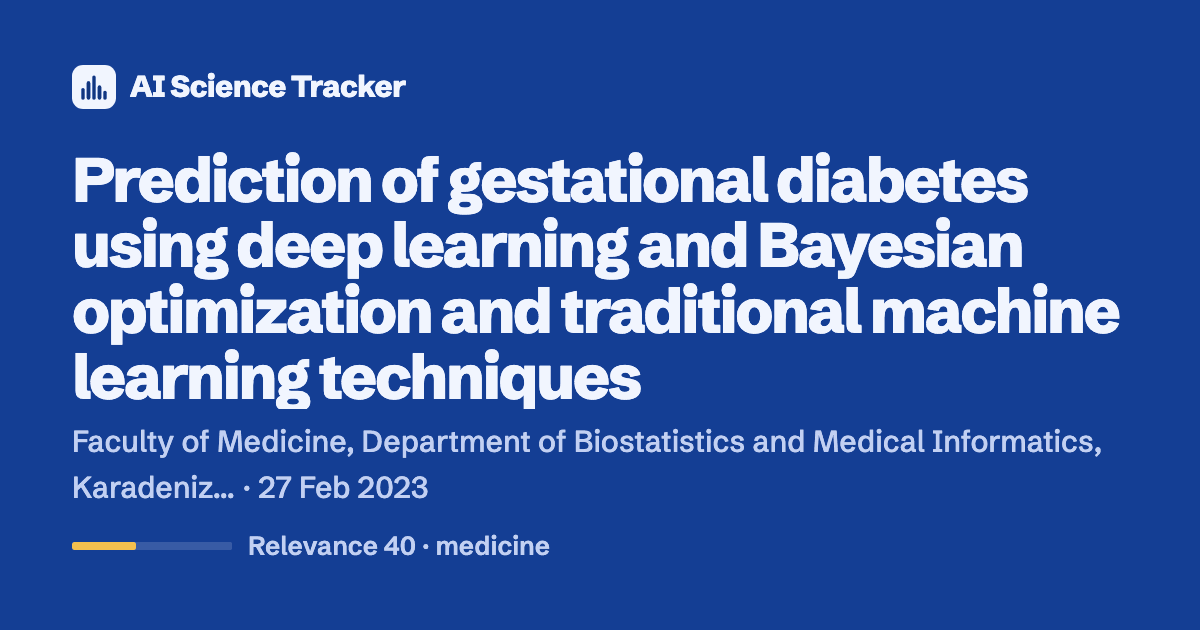 AI Science Tracker
Prediction of gestational diabetes
using deep learning and Bayesian
optimization and traditional machine
learning techniques
Faculty of Medicine, Department of Biostatistics and Medical Informatics,
Karadeniz... · 27 Feb 2023
Relevance 40 · medicine